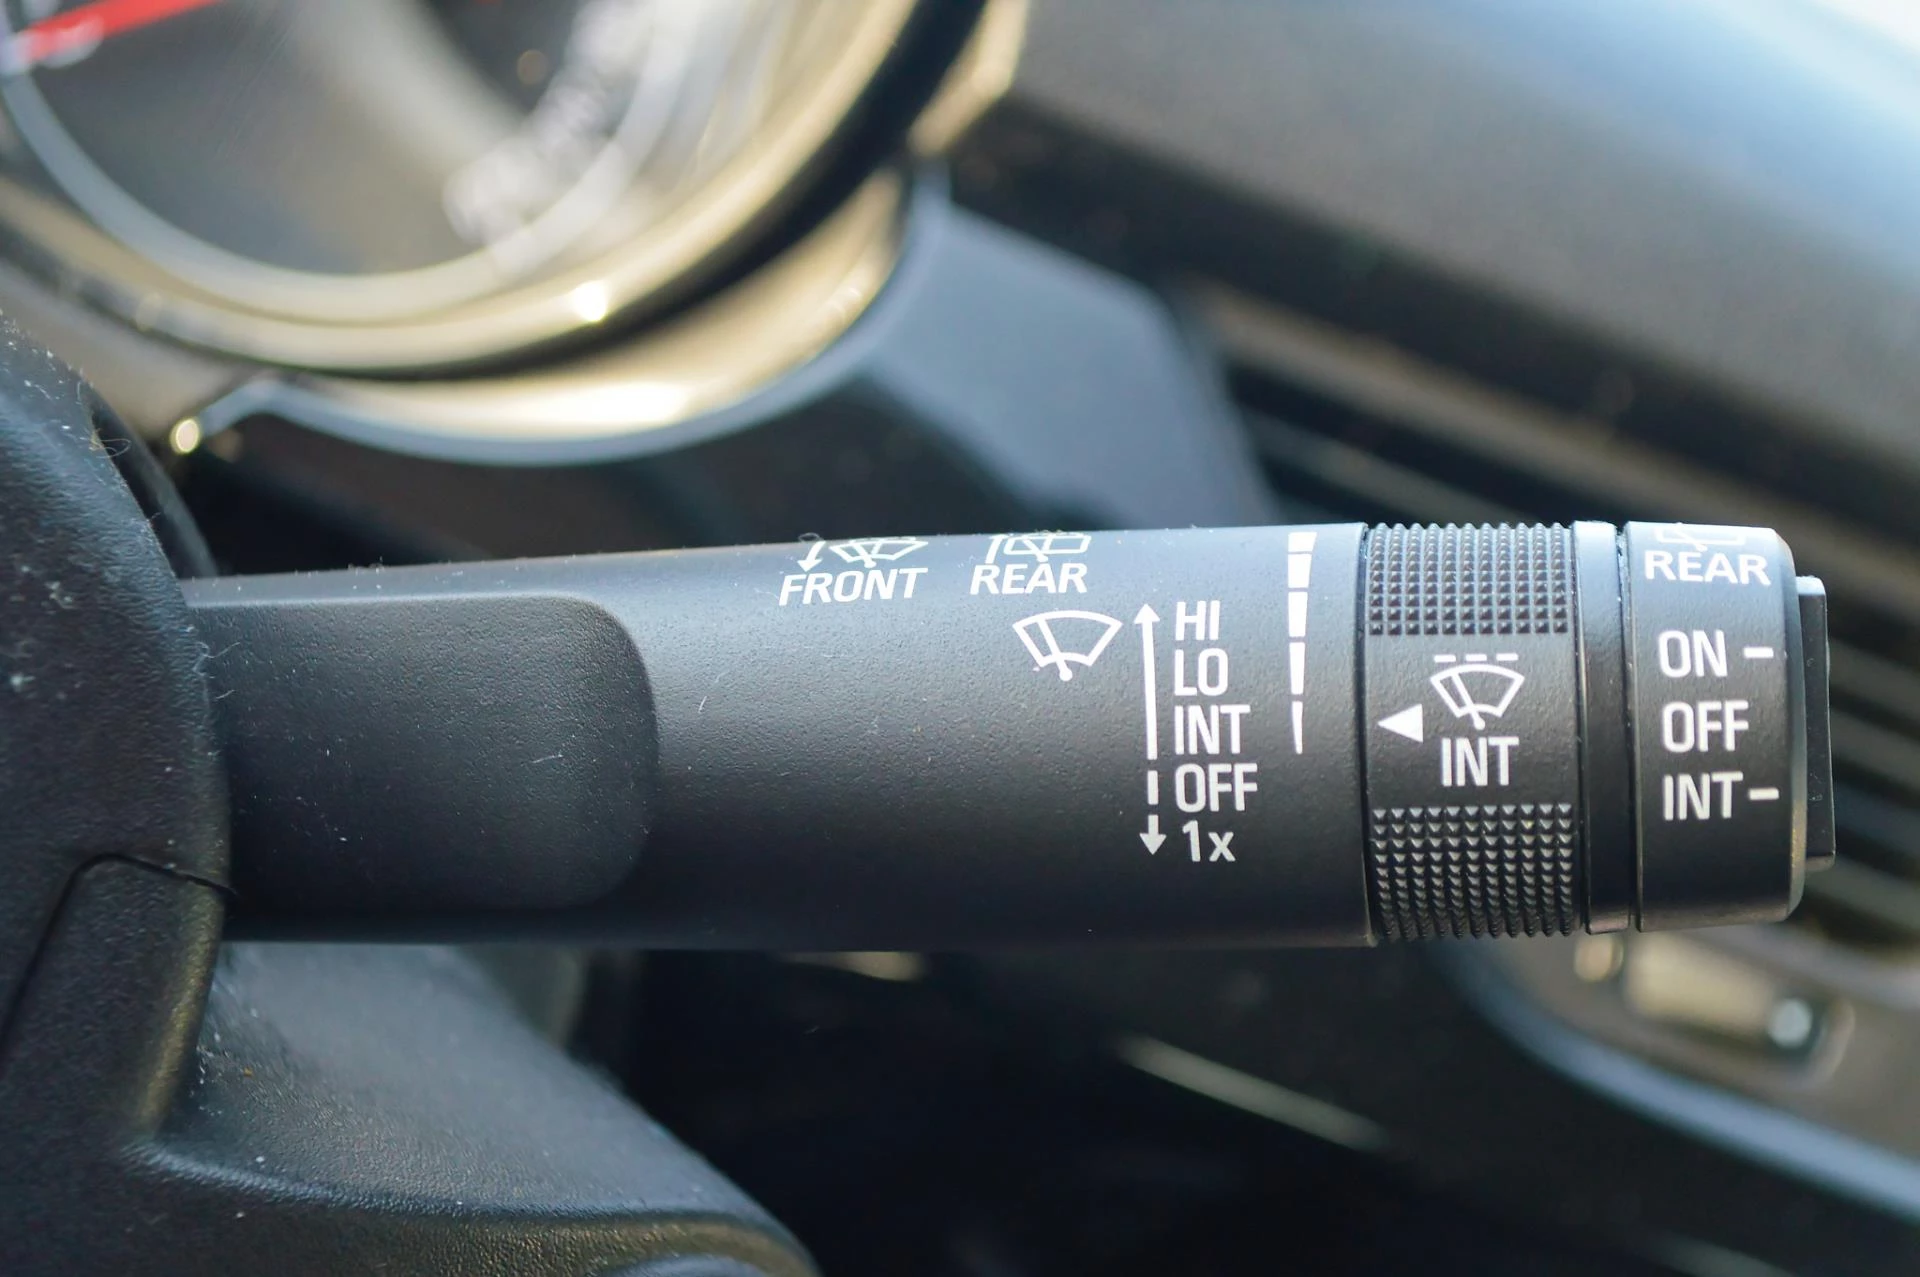 FRONT REAR
HI
LO
INT
OFF
1x
INT
REAR
ON
OFF
INT